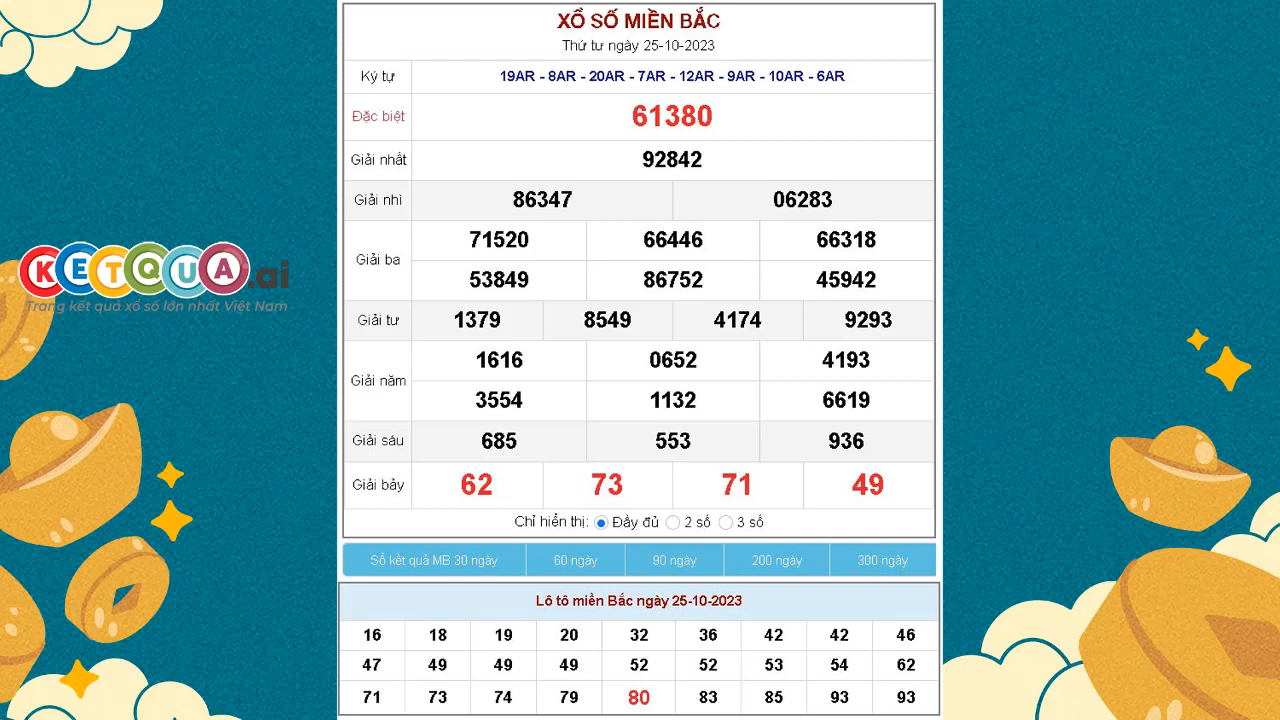 XỔ SỐ MIỀN BẮC
Thứ tư ngày 25-10-2023
Ký tự 19AR - 8AR - 20AR - 7AR - 12AR - 9AR - 10AR - 6AR
Đặc biệt 61380
Giải nhất 92842
Giải nhì 86347 06283
Giải ba 71520 66446 66318
53849 86752 45942
Giải tư 1379 8549 4174 9293
Giải năm 1616 0652 4193
3554 1132 6619
Giải sáu 685 553 936
Giải bảy 62 73 71 49
Chỉ hiển thị: Đầy đủ 2 số 3 số
Sổ kết quả MB 30 ngày 60 ngày 90 ngày 200 ngày 300 ngày
Lô tô miền Bắc ngày 25-10-2023
16 18 19 20 32 36 42 42 46
47 49 49 49 52 52 53 54 62
71 73 74 79 80 83 85 93 93
KETQUA.ai
Trang kết quả xổ số lớn nhất Việt Nam